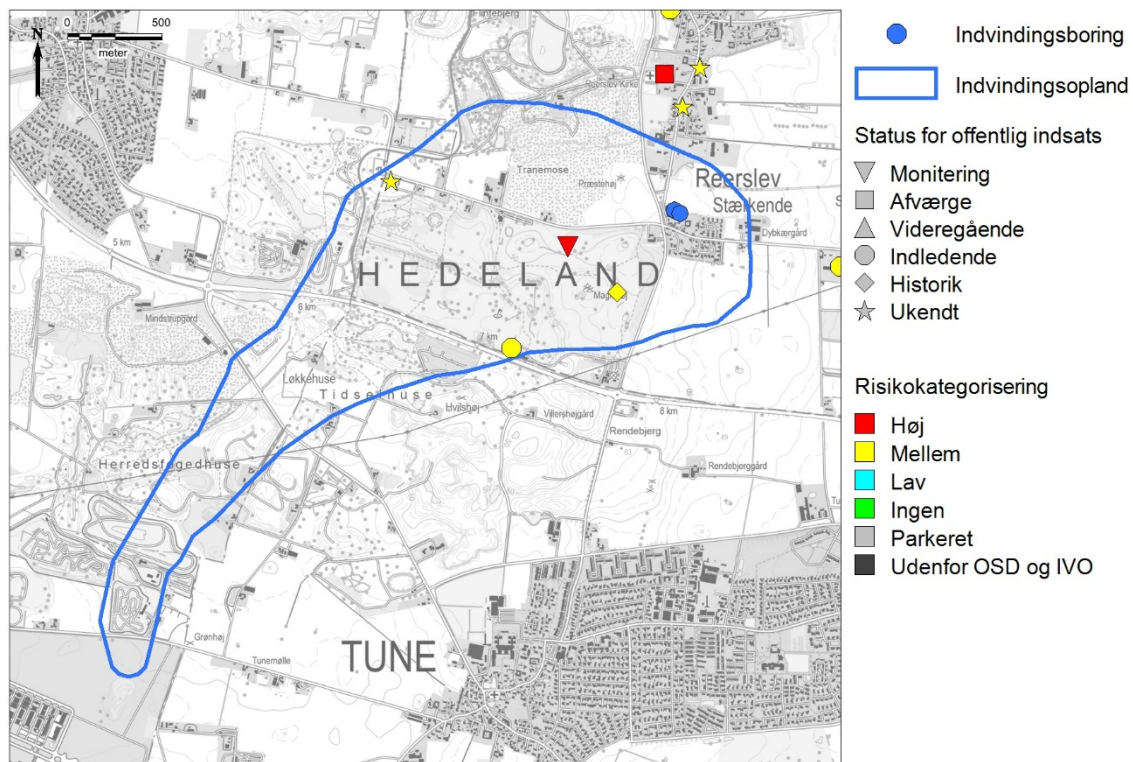 0
500
meter
N
Reerslev Kirke
Tranemose
Præstehøj
Reerslev
Stærkende
Dybkærgård
5 km
HEDELAND
Mindstrupgård
6 km
7 km
Løkkehuse
Tidselhuse
Hvilshøj
Villershøjgård
8 km
Rendebjerg
Herredsfogedhuse
Rendebjerggård
Grønhøj
Tunemølle
TUNE
Indvindingsboring
Indvindingsopland
Status for offentlig indsats
Monitering
Afværge
Videregående
Indledende
Historik
Ukendt
Risikokategorisering
Høj
Mellem
Lav
Ingen
Parkeret
Udenfor OSD og IVO